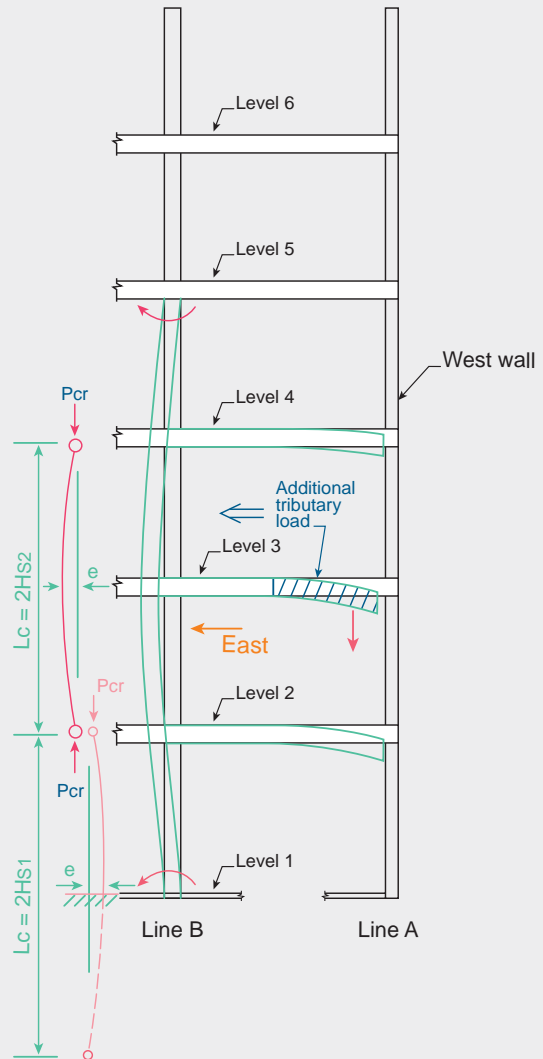 Level 6
Level 5
West wall
Pcr
Level 4
Additional
tributary
load
Level 3
Lc = 2HS2
e
East
Pcr
Level 2
Pcr
Level 1
e
Lc = 2HS1
Line B
Line A